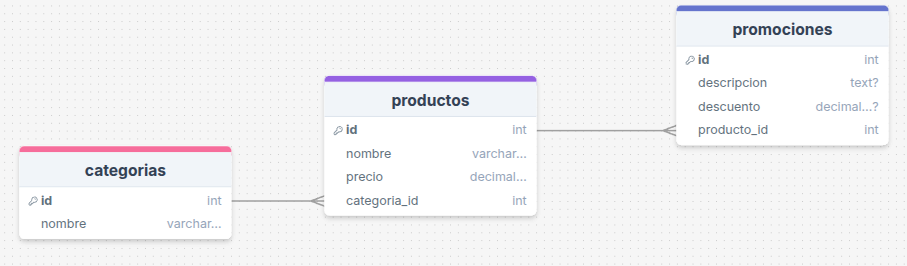 categorias
id int
nombre varchar...
productos
id int
nombre varchar...
precio decimal...
categoria_id int
promociones
id int
descripcion text?
descuento decimal...?
producto_id int